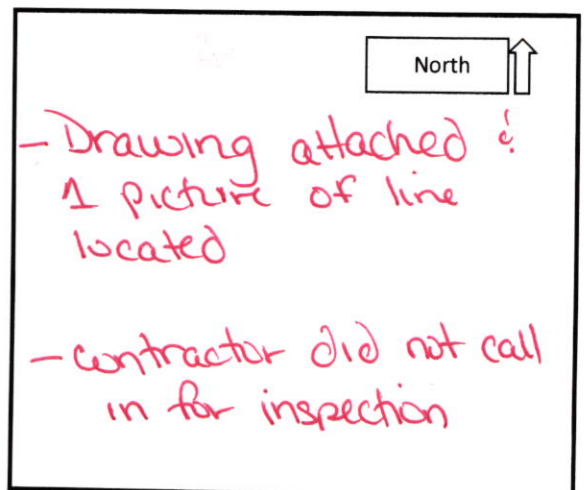 North
- Drawing attached &
1 picture of line
located
- contractor did not call
in for inspection